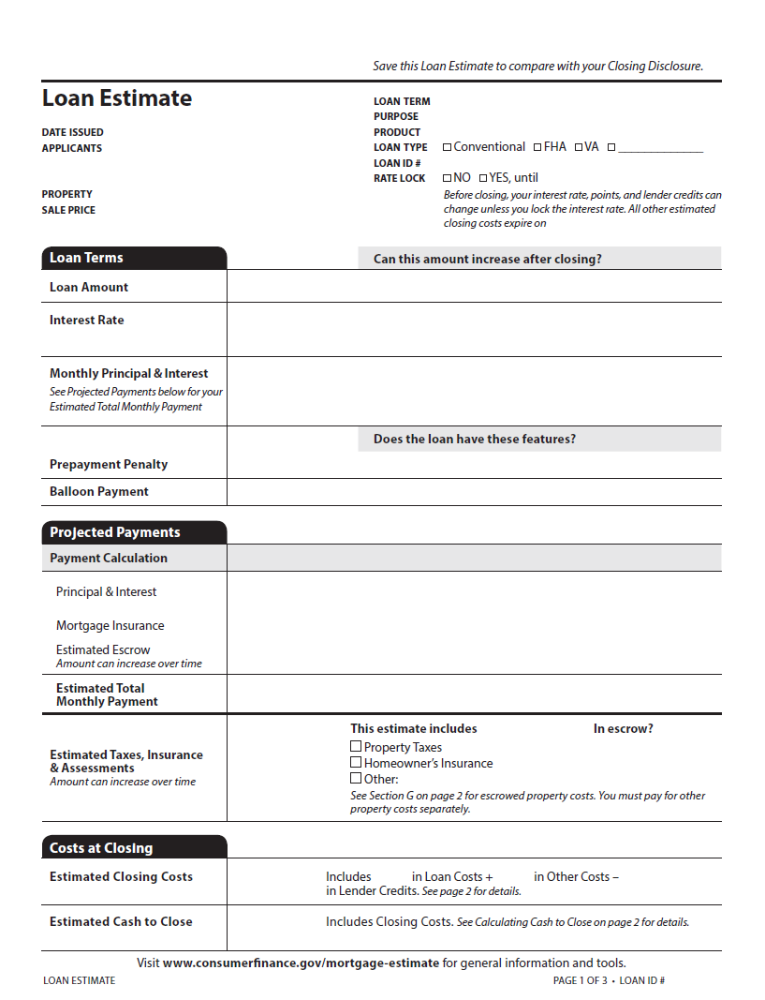 Save this Loan Estimate to compare with your Closing Disclosure.
Loan Estimate
DATE ISSUED
APPLICANTS
PROPERTY
SALE PRICE
LOAN TERM
PURPOSE
PRODUCT
LOAN TYPE □ Conventional □ FHA □ VA □ _____________
LOAN ID #
RATE LOCK □ NO □ YES, until
Before closing, your interest rate, points, and lender credits can
change unless you lock the interest rate. All other estimated
closing costs expire on
Loan Terms Can this amount increase after closing?
Loan Amount
Interest Rate
Monthly Principal & Interest
See Projected Payments below for your
Estimated Total Monthly Payment
Does the loan have these features?
Prepayment Penalty
Balloon Payment
Projected Payments
Payment Calculation
Principal & Interest
Mortgage Insurance
Estimated Escrow
Amount can increase over time
Estimated Total
Monthly Payment
Estimated Taxes, Insurance
& Assessments
Amount can increase over time
This estimate includes In escrow?
□ Property Taxes
□ Homeowner's Insurance
□ Other:
See Section G on page 2 for escrowed property costs. You must pay for other
property costs separately.
Costs at Closing
Estimated Closing Costs Includes in Loan Costs + in Other Costs –
in Lender Credits. See page 2 for details.
Estimated Cash to Close Includes Closing Costs. See Calculating Cash to Close on page 2 for details.
Visit www.consumerfinance.gov/mortgage-estimate for general information and tools.
LOAN ESTIMATE PAGE 1 OF 3 • LOAN ID #